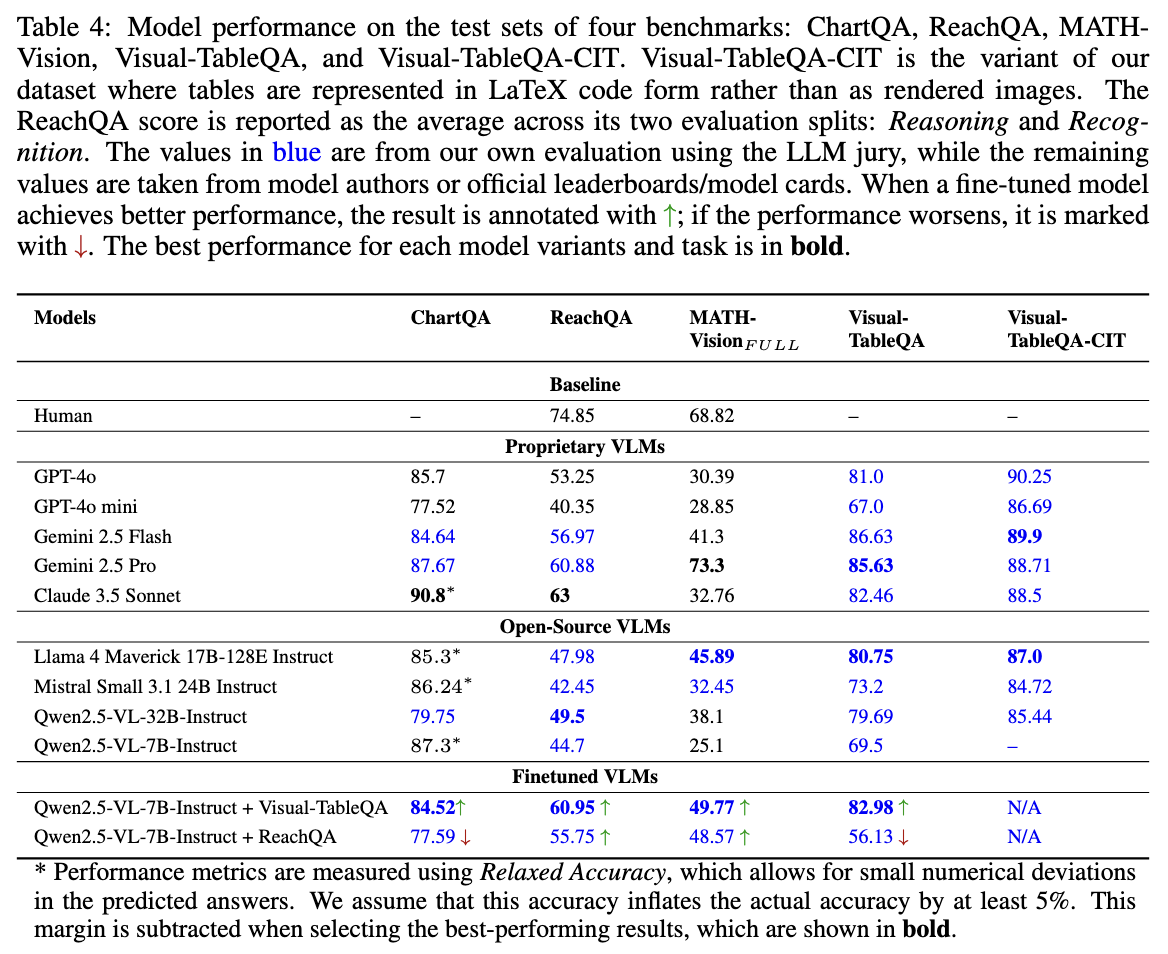 Table 4: Model performance on the test sets of four benchmarks: ChartQA, ReachQA, MATH-
Vision, Visual-TableQA, and Visual-TableQA-CIT. Visual-TableQA-CIT is the variant of our
dataset where tables are represented in LaTeX code form rather than as rendered images. The
ReachQA score is reported as the average across its two evaluation splits: Reasoning and Recog-
nition. The values in blue are from our own evaluation using the LLM jury, while the remaining
values are taken from model authors or official leaderboards/model cards. When a fine-tuned model
achieves better performance, the result is annotated with ↑; if the performance worsens, it is marked
with ↓. The best performance for each model variants and task is in bold.
Models ChartQA ReachQA MATH- Visual- Visual-
Vision FULL TableQA TableQA-CIT
Baseline
Human – 74.85 68.82 – –
Proprietary VLMs
GPT-4o 85.7 53.25 30.39 81.0 90.25
GPT-4o mini 77.52 40.35 28.85 67.0 86.69
Gemini 2.5 Flash 84.64 56.97 41.3 86.63 89.9
Gemini 2.5 Pro 87.67 60.88 73.3 85.63 88.71
Claude 3.5 Sonnet 90.8* 63 32.76 82.46 88.5
Open-Source VLMs
Llama 4 Maverick 17B-128E Instruct 85.3* 47.98 45.89 80.75 87.0
Mistral Small 3.1 24B Instruct 86.24* 42.45 32.45 73.2 84.72
Qwen2.5-VL-32B-Instruct 79.75 49.5 38.1 79.69 85.44
Qwen2.5-VL-7B-Instruct 87.3* 44.7 25.1 69.5 –
Finetuned VLMs
Qwen2.5-VL-7B-Instruct + Visual-TableQA 84.52↑ 60.95 ↑ 49.77 ↑ 82.98 ↑ N/A
Qwen2.5-VL-7B-Instruct + ReachQA 77.59 ↓ 55.75 ↑ 48.57 ↑ 56.13 ↓ N/A
* Performance metrics are measured using Relaxed Accuracy, which allows for small numerical deviations
in the predicted answers. We assume that this accuracy inflates the actual accuracy by at least 5%. This
margin is subtracted when selecting the best-performing results, which are shown in bold.